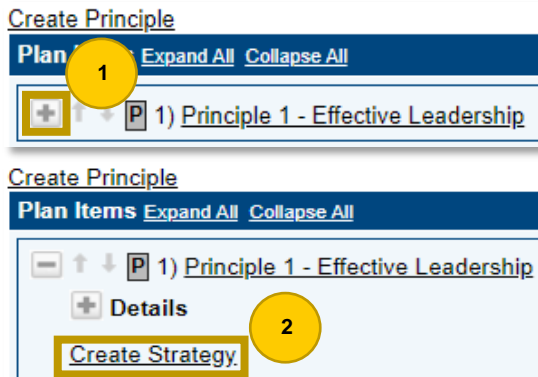 Create Principle
Plan Expand All Collapse All
1
P 1) Principle 1 - Effective Leadership
Create Principle
Plan Items Expand All Collapse All
P 1) Principle 1 - Effective Leadership
Details
2
Create Strategy